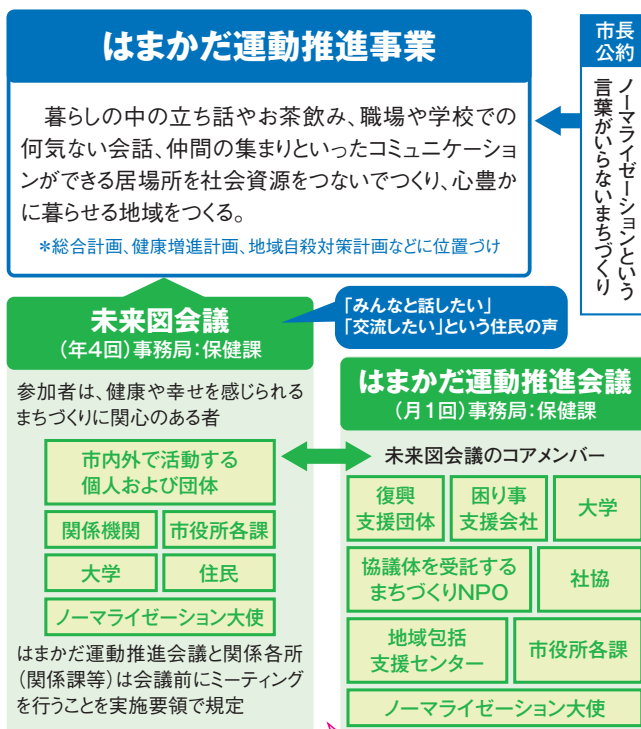 はまかだ運動推進事業
暮らしの中の立ち話やお茶飲み、職場や学校での
何気ない会話、仲間の集まりといったコミュニケーショ
ンができる居場所を社会資源をつないでつくり、心豊か
に暮らせる地域をつくる。
＊総合計画、健康増進計画、地域自殺対策計画などに位置づけ
市長
公約
ノーマライゼーションという
言葉がいらないまちづくり
未来図会議
(年4回)事務局:保健課
「みんなと話したい」
「交流したい」という住民の声
参加者は、健康や幸せを感じられる
まちづくりに関心のある者
市内外で活動する
個人および団体
関係機関
市役所各課
大学
住民
ノーマライゼーション大使
はまかだ運動推進会議と関係各所
(関係課等)は会議前にミーティング
を行うことを実施要領で規定
はまかだ運動推進会議
(月1回)事務局:保健課
未来図会議のコアメンバー
復興
支援団体
困り事
支援会社
大学
協議体を受託する
まちづくりNPO
社協
地域包括
支援センター
市役所各課
ノーマライゼーション大使